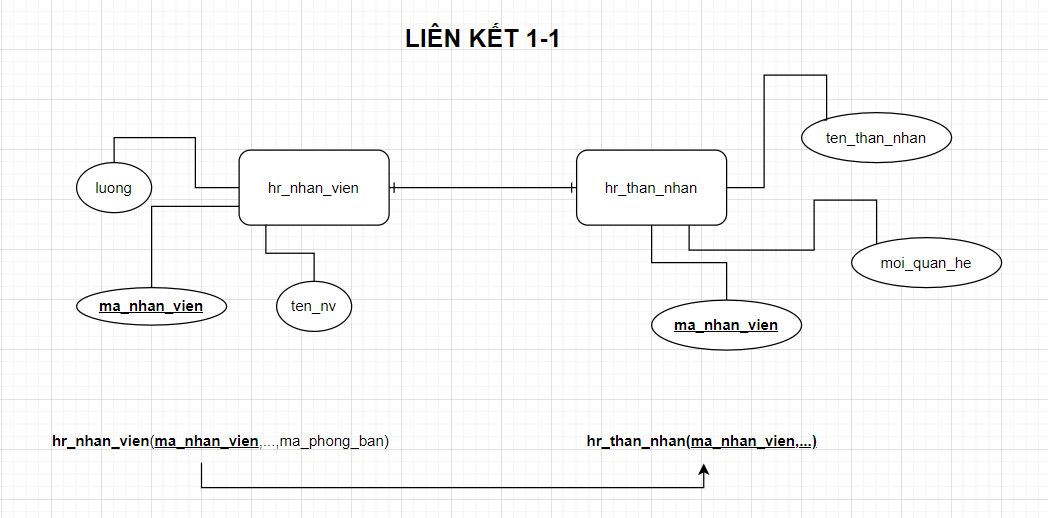 LIÊN KẾT 1-1
ten_than_nhan
luong
hr_nhan_vien
hr_than_nhan
moi_quan_he
ma_nhan_vien
ten_nv
ma_nhan_vien
hr_nhan_vien(ma_nhan_vien,...,ma_phong_ban)
hr_than_nhan(ma_nhan_vien,...)